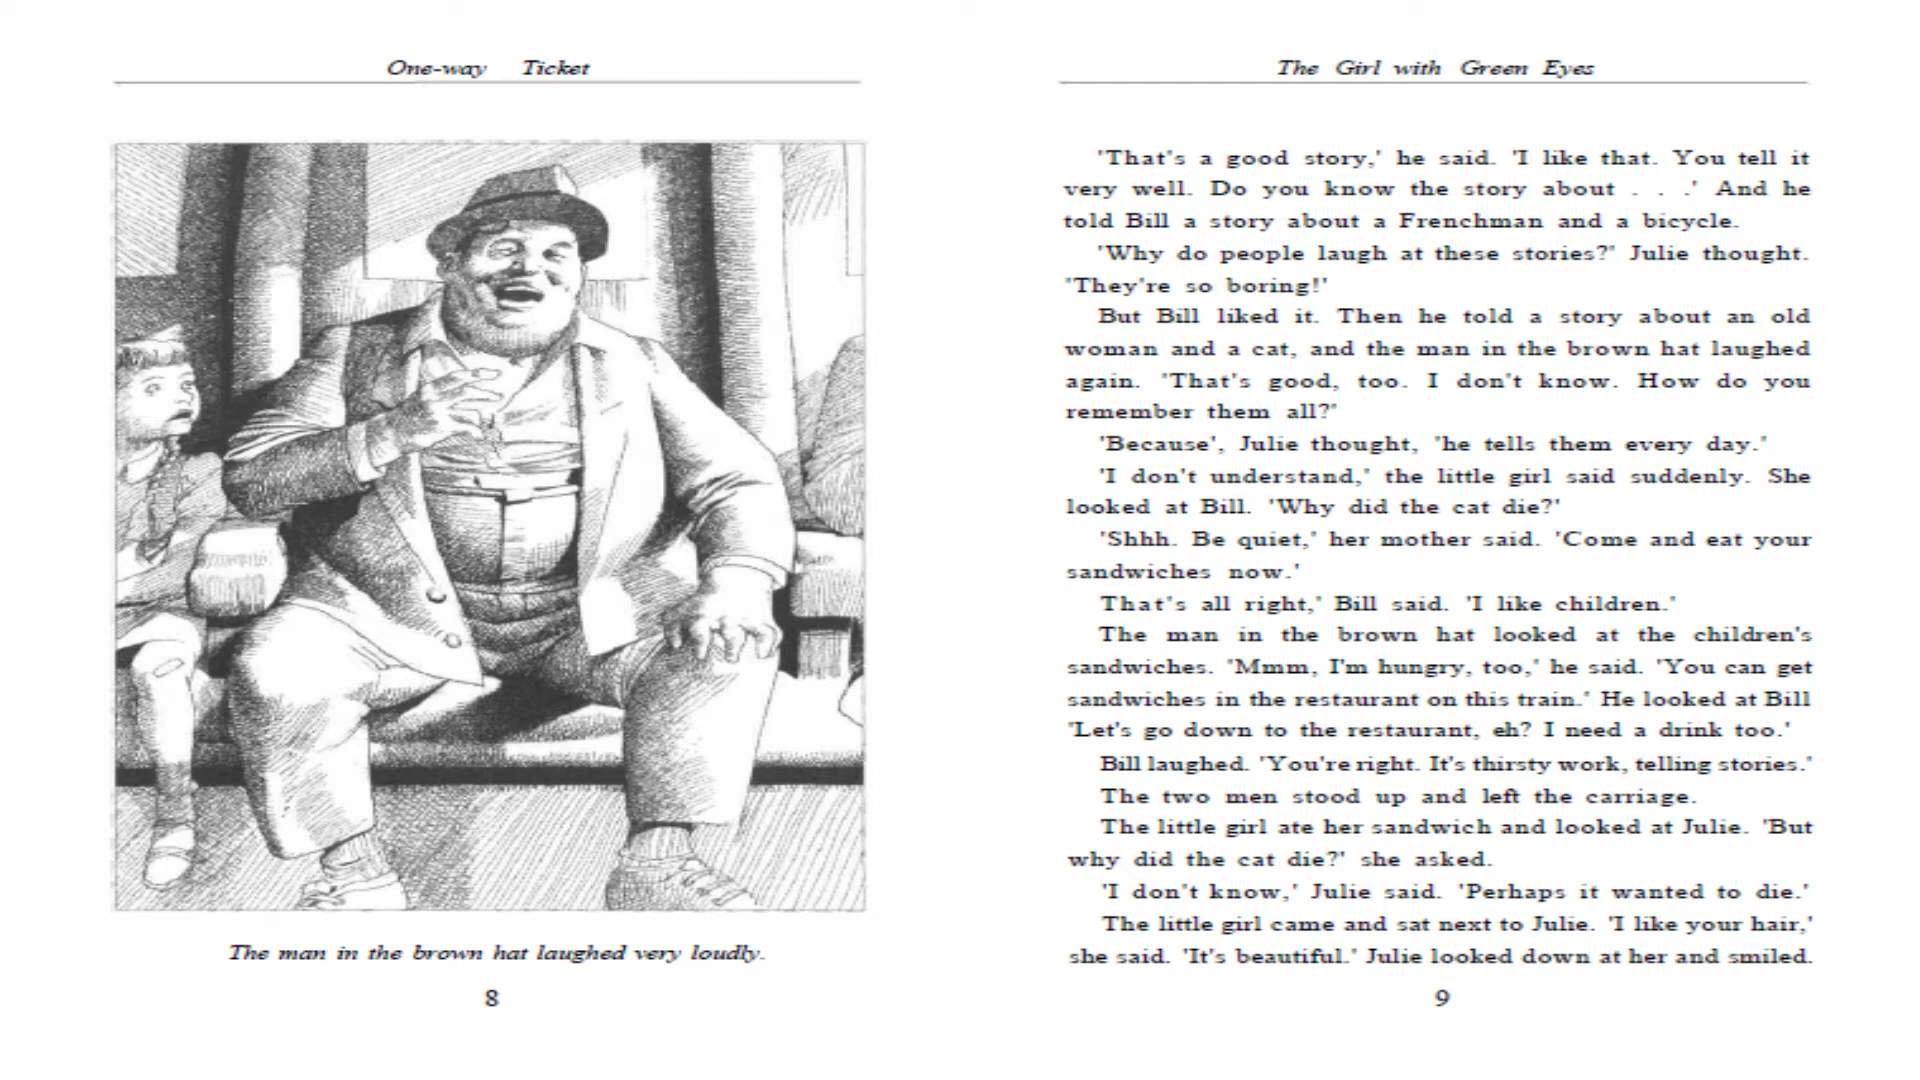 One-way Ticket
The man in the brown hat laughed very loudly.
8
The Girl with Green Eyes
'That's a good story,' he said. 'I like that. You tell it
very well. Do you know the story about . . .' And he
told Bill a story about a Frenchman and a bicycle.
'Why do people laugh at these stories?' Julie thought.
'They're so boring!'
But Bill liked it. Then he told a story about an old
woman and a cat, and the man in the brown hat laughed
again. 'That's good, too. I don't know. How do you
remember them all?'
'Because', Julie thought, 'he tells them every day.'
'I don't understand,' the little girl said suddenly. She
looked at Bill. 'Why did the cat die?'
'Shhh. Be quiet,' her mother said. 'Come and eat your
sandwiches now.'
That's all right,' Bill said. 'I like children.'
The man in the brown hat looked at the children's
sandwiches. 'Mmm, I'm hungry, too,' he said. 'You can get
sandwiches in the restaurant on this train.' He looked at Bill
'Let's go down to the restaurant, eh? I need a drink too.'
Bill laughed. 'You're right. It's thirsty work, telling stories.'
The two men stood up and left the carriage.
The little girl ate her sandwich and looked at Julie. 'But
why did the cat die?' she asked.
'I don't know,' Julie said. 'Perhaps it wanted to die.'
The little girl came and sat next to Julie. 'I like your hair,'
she said. 'It's beautiful.' Julie looked down at her and smiled.
9